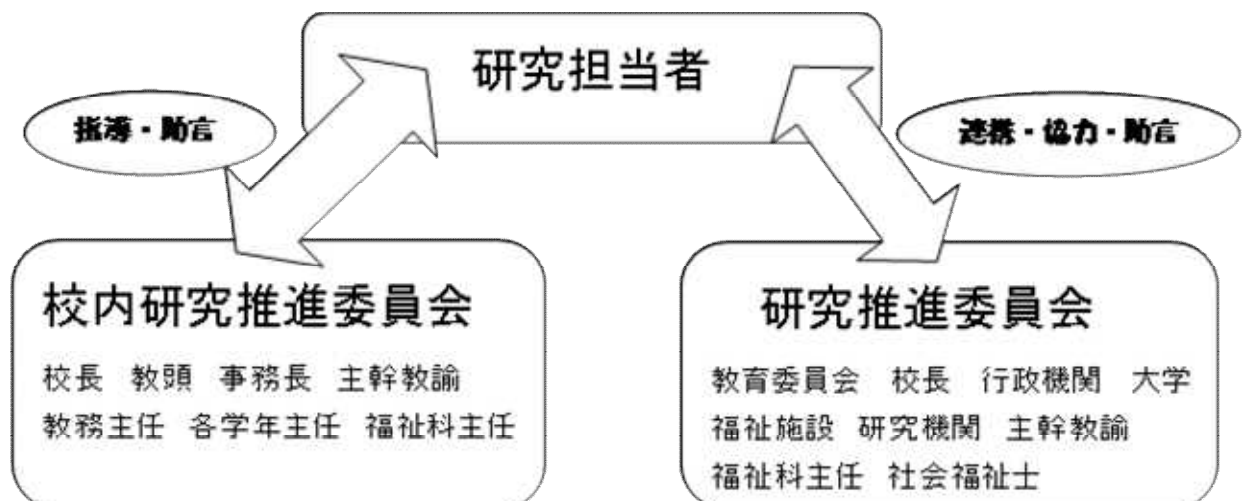 研究担当者
指導・助言
連携・協力・助言
校内研究推進委員会
校長 教頭 事務長 主幹教諭
教務主任 各学年主任 福祉科主任
研究推進委員会
教育委員会 校長 行政機関 大学
福祉施設 研究機関 主幹教諭
福祉科主任 社会福祉士